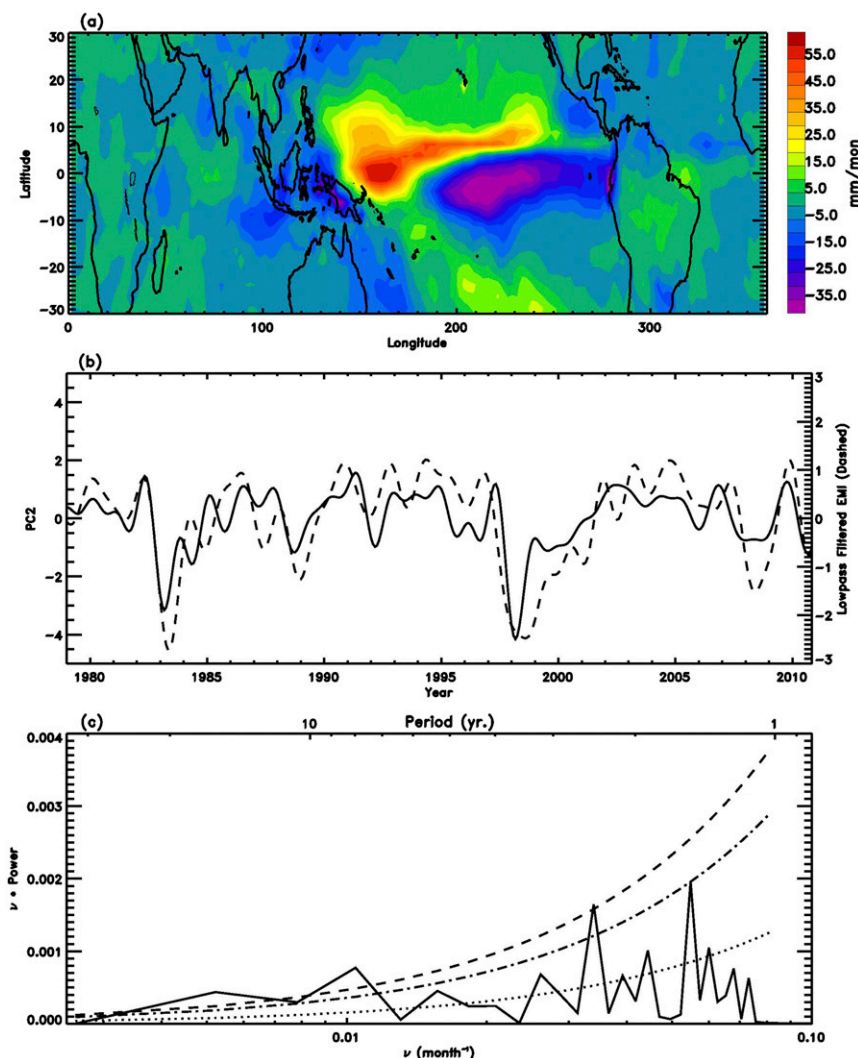 (a)
30
20
10
0
-10
-20
-30
Latitude
0 100 200 300
Longitude
55.0
45.0
35.0
25.0
15.0
5.0
-5.0
-15.0
-25.0
-35.0
mm/mon
(b)
4
2
0
-2
-4
PC2
3
2
1
0
-1
-2
-3
Lowpass Filtered EMI (Dashed)
1980 1985 1990 1995 2000 2005 2010
Year
(c) Period (yr.)
10 1
0.004
0.003
0.002
0.001
0.000
ν • Power
0.01 0.10
ν (month⁻¹)